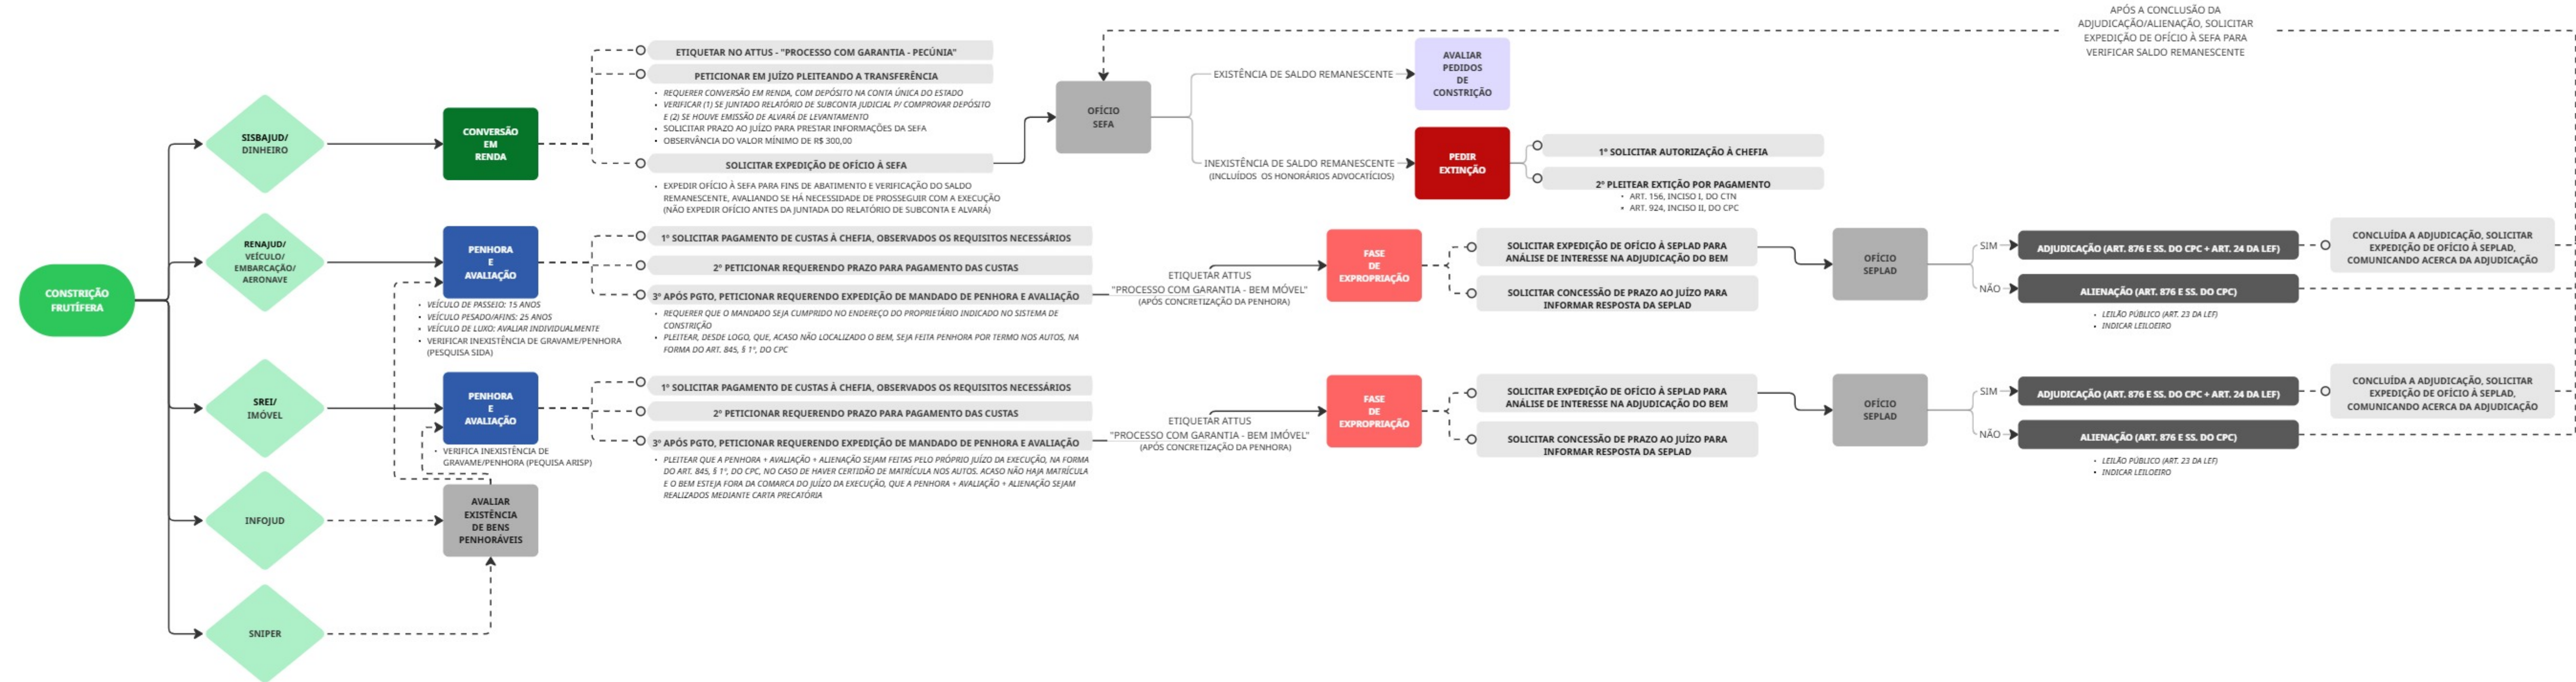 APÓS A CONCLUSÃO DA
ADJUDICAÇÃO/ALIENAÇÃO, SOLICITAR
EXPEDIÇÃO DE OFÍCIO À SEFA PARA
VERIFICAR SALDO REMANESCENTE
CONSTRIÇÃO
FRUTÍFERA
SISBAJUD/
DINHEIRO
CONVERSÃO
EM
RENDA
ETIQUETAR NO ATTUS - "PROCESSO COM GARANTIA - PECÚNIA"
PETICIONAR EM JUÍZO PLEITEANDO A TRANSFERÊNCIA
• REQUERER CONVERSÃO EM RENDA, COM DEPÓSITO NA CONTA ÚNICA DO ESTADO
• VERIFICAR (1) SE JUNTADO RELATÓRIO DE SUBCONTA JUDICIAL P/ COMPROVAR DEPÓSITO
E (2) SE HOUVE EMISSÃO DE ALVARÁ DE LEVANTAMENTO
• SOLICITAR PRAZO AO JUÍZO PARA PRESTAR INFORMAÇÕES DA SEFA
• OBSERVÂNCIA DO VALOR MÍNIMO DE R$ 300,00
SOLICITAR EXPEDIÇÃO DE OFÍCIO À SEFA
• EXPEDIR OFÍCIO À SEFA PARA FINS DE ABATIMENTO E VERIFICAÇÃO DO SALDO
REMANESCENTE, AVALIANDO SE HÁ NECESSIDADE DE PROSSEGUIR COM A EXECUÇÃO
(NÃO EXPEDIR OFÍCIO ANTES DA JUNTADA DO RELATÓRIO DE SUBCONTA E ALVARÁ)
OFÍCIO
SEFA
EXISTÊNCIA DE SALDO REMANESCENTE
AVALIAR
PEDIDOS
DE
CONSTRIÇÃO
INEXISTÊNCIA DE SALDO REMANESCENTE
(INCLUÍDOS OS HONORÁRIOS ADVOCATÍCIOS)
PEDIR
EXTINÇÃO
1º SOLICITAR AUTORIZAÇÃO À CHEFIA
2º PLEITEAR EXTIÇÃO POR PAGAMENTO
• ART. 156, INCISO I, DO CTN
• ART. 924, INCISO II, DO CPC
RENAJUD/
VEÍCULO/
EMBARCAÇÃO/
AERONAVE
PENHORA
E
AVALIAÇÃO
• VEÍCULO DE PASSEIO: 15 ANOS
• VEÍCULO PESADO/AFINS: 25 ANOS
• VEÍCULO DE LUXO: AVALIAR INDIVIDUALMENTE
• VERIFICAR INEXISTÊNCIA DE GRAVAME/PENHORA
(PESQUISA SIDA)
1º SOLICITAR PAGAMENTO DE CUSTAS À CHEFIA, OBSERVADOS OS REQUISITOS NECESSÁRIOS
2º PETICIONAR REQUERENDO PRAZO PARA PAGAMENTO DAS CUSTAS
3º APÓS PGTO, PETICIONAR REQUERENDO EXPEDIÇÃO DE MANDADO DE PENHORA E AVALIAÇÃO
• REQUERER QUE O MANDADO SEJA CUMPRIDO NO ENDEREÇO DO PROPRIETÁRIO INDICADO NO SISTEMA DE
CONSTRIÇÃO
• PLEITEAR, DESDE LOGO, QUE, ACASO NÃO LOCALIZADO O BEM, SEJA FEITA PENHORA POR TERMO NOS AUTOS, NA
FORMA DO ART. 845, § 1º, DO CPC
ETIQUETAR ATTUS
"PROCESSO COM GARANTIA - BEM MÓVEL"
(APÓS CONCRETIZAÇÃO DA PENHORA)
FASE
DE
EXPROPRIAÇÃO
SOLICITAR EXPEDIÇÃO DE OFÍCIO À SEPLAD PARA
ANÁLISE DE INTERESSE NA ADJUDICAÇÃO DO BEM
SOLICITAR CONCESSÃO DE PRAZO AO JUÍZO PARA
INFORMAR RESPOSTA DA SEPLAD
OFÍCIO
SEPLAD
SIM
ADJUDICAÇÃO (ART. 876 E SS. DO CPC + ART. 24 DA LEF)
CONCLUÍDA A ADJUDICAÇÃO, SOLICITAR
EXPEDIÇÃO DE OFÍCIO À SEPLAD,
COMUNICANDO ACERCA DA ADJUDICAÇÃO
NÃO
ALIENAÇÃO (ART. 876 E SS. DO CPC)
• LEILÃO PÚBLICO (ART. 23 DA LEF)
• INDICAR LEILOEIRO
SREI/
IMÓVEL
PENHORA
E
AVALIAÇÃO
• VERIFICA INEXISTÊNCIA DE
GRAVAME/PENHORA (PEQUISA ARISP)
1º SOLICITAR PAGAMENTO DE CUSTAS À CHEFIA, OBSERVADOS OS REQUISITOS NECESSÁRIOS
2º PETICIONAR REQUERENDO PRAZO PARA PAGAMENTO DAS CUSTAS
3º APÓS PGTO, PETICIONAR REQUERENDO EXPEDIÇÃO DE MANDADO DE PENHORA E AVALIAÇÃO
• PLEITEAR QUE A PENHORA + AVALIAÇÃO + ALIENAÇÃO SEJAM FEITAS PELO PRÓPRIO JUÍZO DA EXECUÇÃO, NA FORMA
DO ART. 845, § 1º, DO CPC, NO CASO DE HAVER CERTIDÃO DE MATRÍCULA NOS AUTOS. ACASO NÃO HAJA MATRÍCULA
E O BEM ESTEJA FORA DA COMARCA DO JUÍZO DA EXECUÇÃO, QUE A PENHORA + AVALIAÇÃO + ALIENAÇÃO SEJAM
REALIZADOS MEDIANTE CARTA PRECATÓRIA
ETIQUETAR ATTUS
"PROCESSO COM GARANTIA - BEM IMÓVEL"
(APÓS CONCRETIZAÇÃO DA PENHORA)
FASE
DE
EXPROPRIAÇÃO
SOLICITAR EXPEDIÇÃO DE OFÍCIO À SEPLAD PARA
ANÁLISE DE INTERESSE NA ADJUDICAÇÃO DO BEM
SOLICITAR CONCESSÃO DE PRAZO AO JUÍZO PARA
INFORMAR RESPOSTA DA SEPLAD
OFÍCIO
SEPLAD
SIM
ADJUDICAÇÃO (ART. 876 E SS. DO CPC + ART. 24 DA LEF)
CONCLUÍDA A ADJUDICAÇÃO, SOLICITAR
EXPEDIÇÃO DE OFÍCIO À SEPLAD,
COMUNICANDO ACERCA DA ADJUDICAÇÃO
NÃO
ALIENAÇÃO (ART. 876 E SS. DO CPC)
• LEILÃO PÚBLICO (ART. 23 DA LEF)
• INDICAR LEILOEIRO
INFOJUD
AVALIAR
EXISTÊNCIA
DE BENS
PENHORÁVEIS
SNIPER